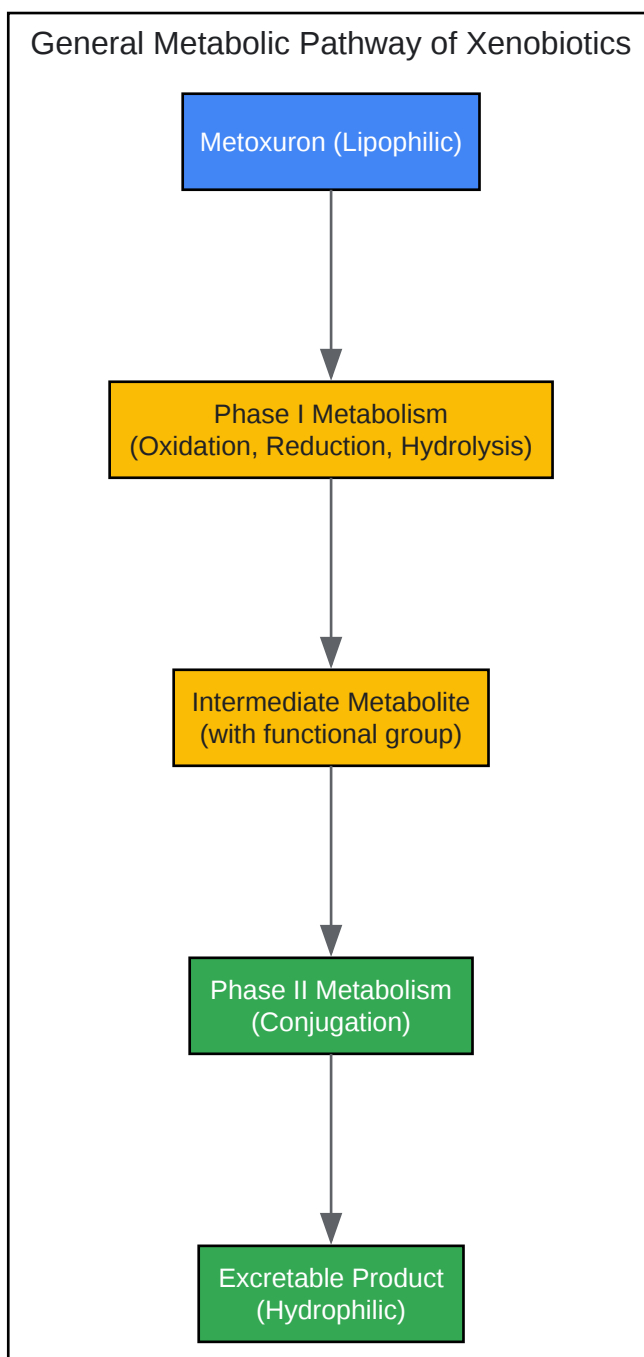 General Metabolic Pathway of Xenobiotics
Metoxuron (Lipophilic)
Phase I Metabolism
(Oxidation, Reduction, Hydrolysis)
Intermediate Metabolite
(with functional group)
Phase II Metabolism
(Conjugation)
Excretable Product
(Hydrophilic)